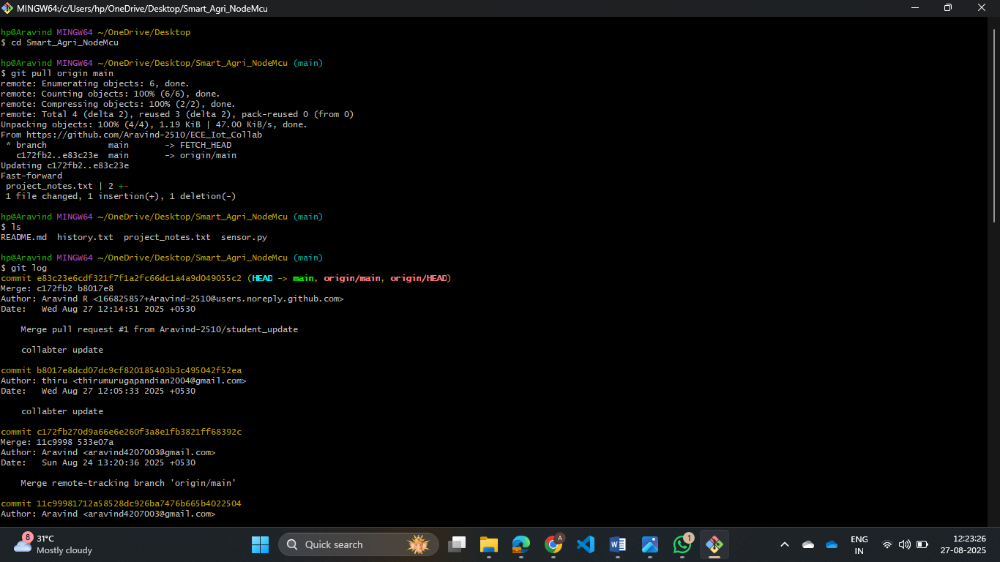 MINGW64:/c/Users/hp/OneDrive/Desktop/Smart_Agri_NodeMcu
hp@Aravind MINGW64 ~/OneDrive/Desktop
$ cd Smart_Agri_NodeMcu
hp@Aravind MINGW64 ~/OneDrive/Desktop/Smart_Agri_NodeMcu (main)
$ git pull origin main
remote: Enumerating objects: 6, done.
remote: Counting objects: 100% (6/6), done.
remote: Compressing objects: 100% (2/2), done.
remote: Total 4 (delta 2), reused 3 (delta 2), pack-reused 0 (from 0)
Unpacking objects: 100% (4/4), 1.19 KiB | 47.00 KiB/s, done.
From https://github.com/Aravind-2510/ECE_Iot_Collab
 * branch            main       -> FETCH_HEAD
   c172fb2..e83c23e  main       -> origin/main
Updating c172fb2..e83c23e
Fast-forward
 project_notes.txt | 2 +-
 1 file changed, 1 insertion(+), 1 deletion(-)
hp@Aravind MINGW64 ~/OneDrive/Desktop/Smart_Agri_NodeMcu (main)
$ ls
README.md  history.txt  project_notes.txt  sensor.py
hp@Aravind MINGW64 ~/OneDrive/Desktop/Smart_Agri_NodeMcu (main)
$ git log
commit e83c23e6cdf321f7f1a2fc66dc1a4a9d049055c2 (HEAD -> main, origin/main, origin/HEAD)
Merge: c172fb2 b8017e8
Author: Aravind R <166825857+Aravind-2510@users.noreply.github.com>
Date:   Wed Aug 27 12:14:51 2025 +0530
    Merge pull request #1 from Aravind-2510/student_update
    collabter update
commit b8017e8dcd07dc9cf820185403b3c495042f52ea
Author: thiru <thirumurugapandian2004@gmail.com>
Date:   Wed Aug 27 12:05:33 2025 +0530
    collabter update
commit c172fb270d9a66e6e260f3a8e1fb3821ff68392c
Merge: 11c9998 533e07a
Author: Aravind <aravind4207003@gmail.com>
Date:   Sun Aug 24 13:20:36 2025 +0530
    Merge remote-tracking branch 'origin/main'
commit 11c99981712a58528dc926ba7476b665b4022504
Author: Aravind <aravind4207003@gmail.com>
8
31°C
Mostly cloudy
Quick search
A
1
ENG
IN
12:23:26
27-08-2025